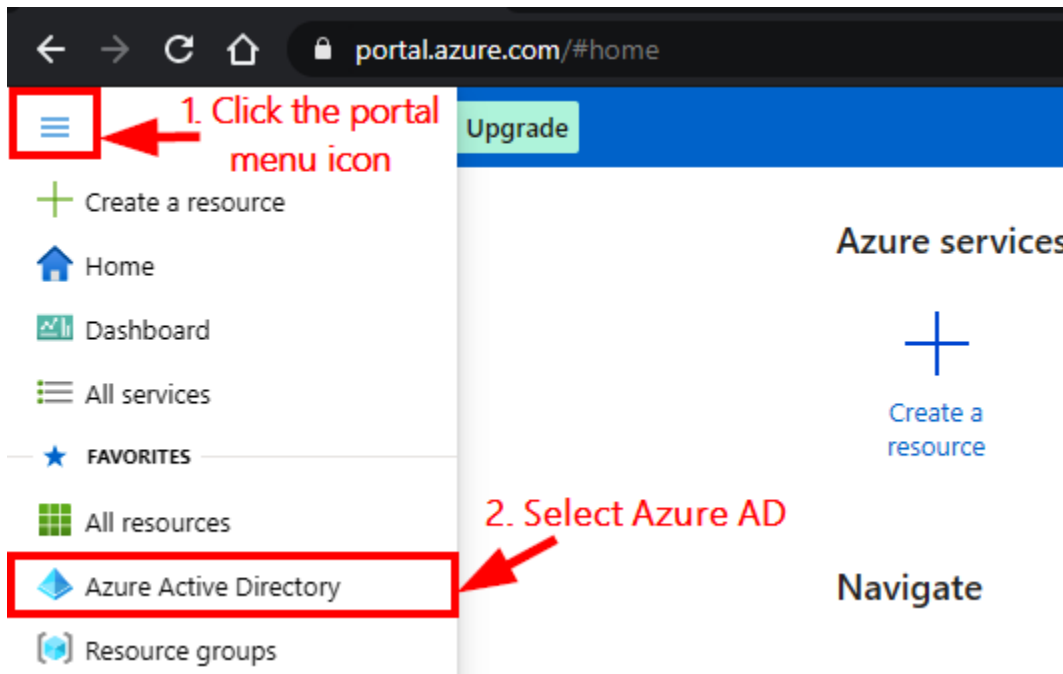 portal.azure.com/#home
1. Click the portal
menu icon
Upgrade
Create a resource
Home
Dashboard
All services
FAVORITES
All resources
2. Select Azure AD
Azure Active Directory
Resource groups
Azure services
Create a
resource
Navigate